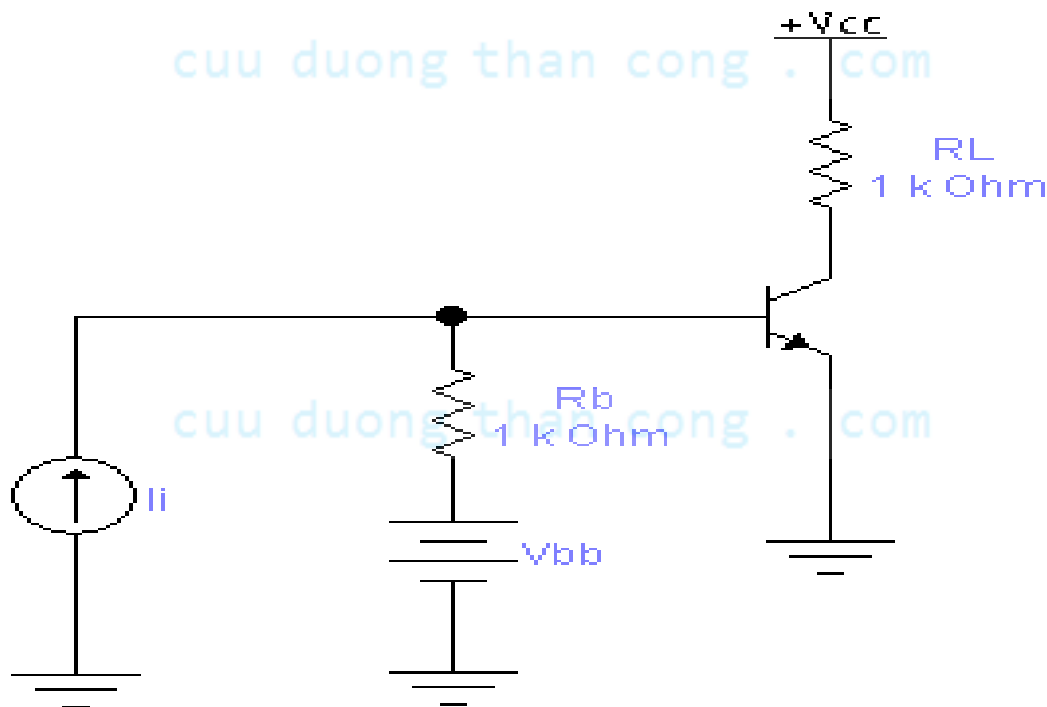 +Vcc
cuu duong than cong . com
RL
1 k Ohm
Rb
cuu duong than cong . com
1 k Ohm
Ii
Vbb